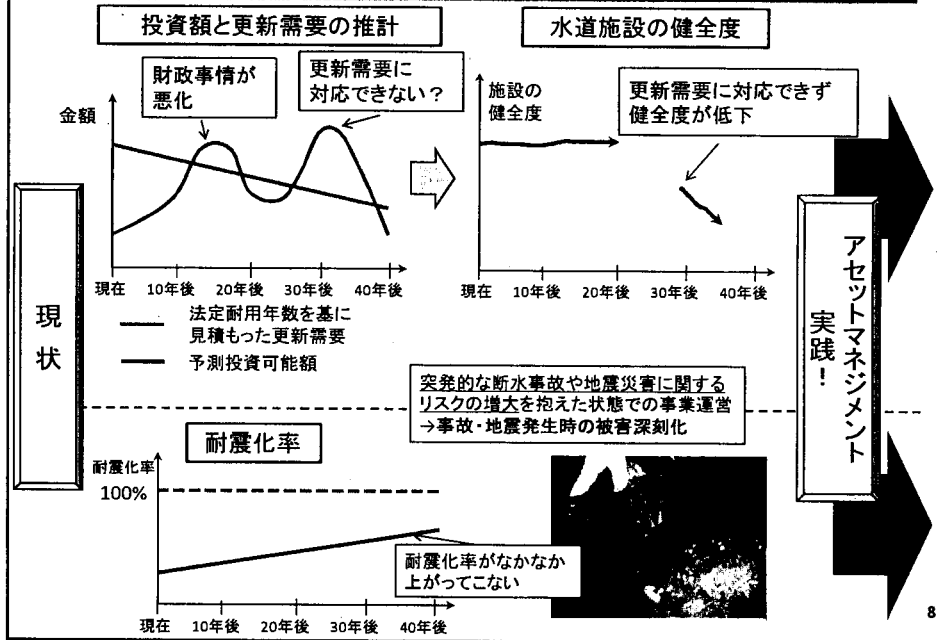 投資額と更新需要の推計
水道施設の健全度
財政事情が
悪化
更新需要に
対応できない？
金額
施設の
健全度
更新需要に対応できず
健全度が低下
現在 10年後 20年後 30年後 40年後
現在 10年後 20年後 30年後 40年後
法定耐用年数を基に
見積もった更新需要
予測投資可能額
現状
アセットマネジメント
実践！
突発的な断水事故や地震災害に関する
リスクの増大を抱えた状態での事業運営
→事故・地震発生時の被害深刻化
耐震化率
耐震化率
100%
耐震化率がなかなか
上がってこない
現在 10年後 20年後 30年後 40年後
8